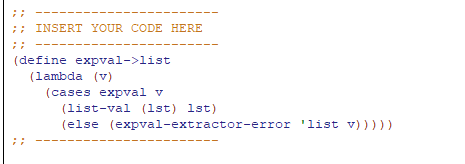 ;; -----------------------
;; INSERT YOUR CODE HERE
;; -----------------------
(define expval->list
  (lambda (v)
    (cases expval v
      (list-val (lst) lst)
      (else (expval-extractor-error 'list v)))))
;; -----------------------